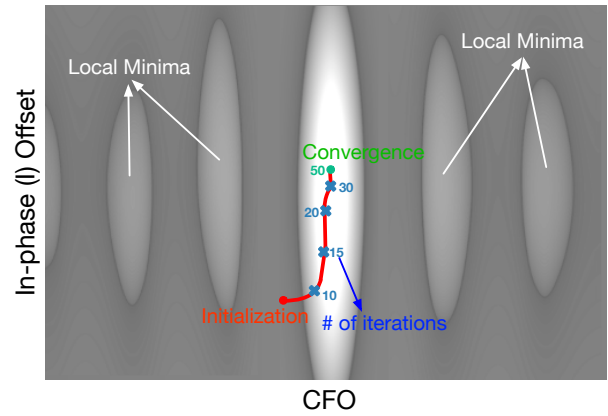 Local Minima
Local Minima
In-phase (I) Offset
Convergence
50
30
20
15
10
Initialization
# of iterations
CFO